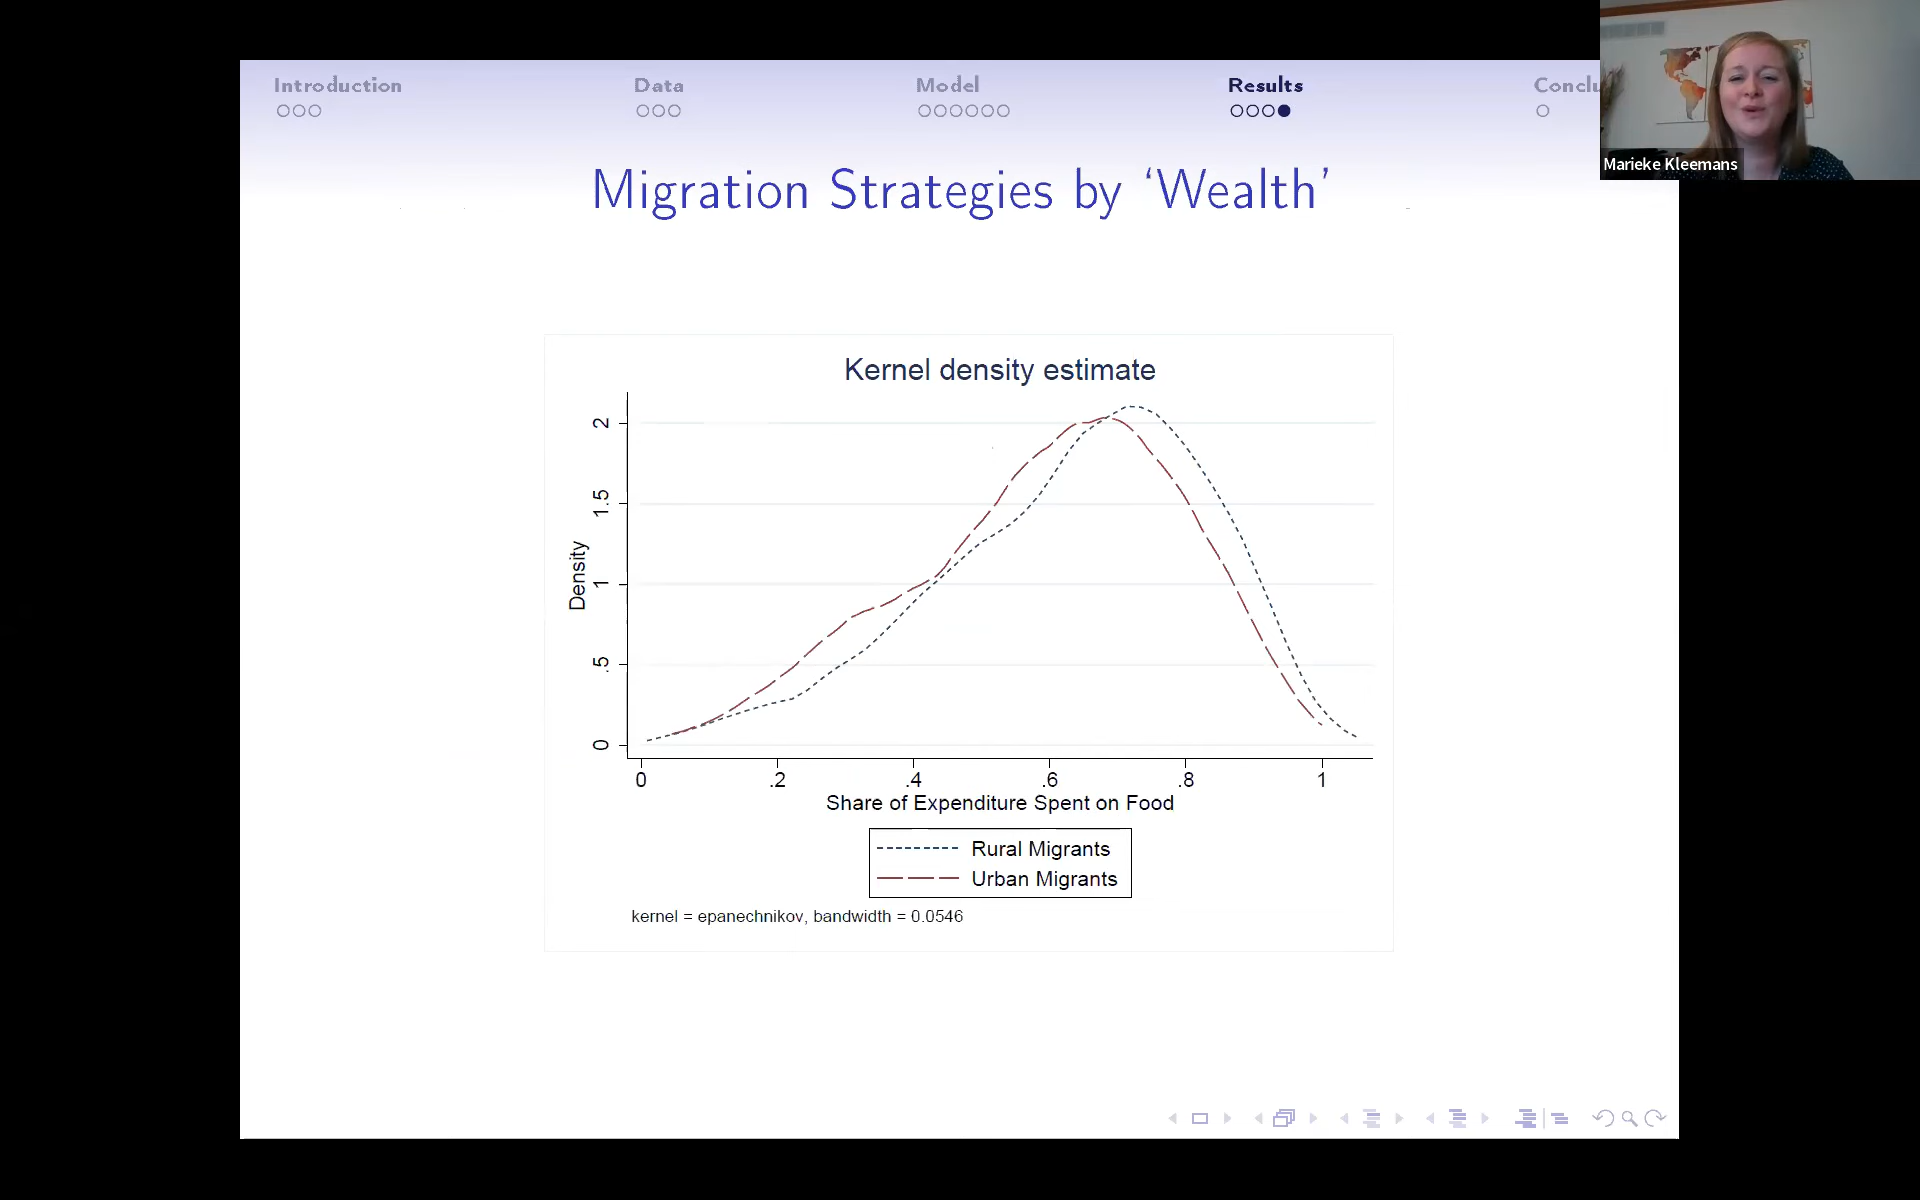 Introduction
Data
Model
Results
Conclu
Marieke Kleemans
Migration Strategies by ‘Wealth’
Kernel density estimate
2
1.5
1
.5
0
Density
0 .2 .4 .6 .8 1
Share of Expenditure Spent on Food
Rural Migrants
Urban Migrants
kernel = epanechnikov, bandwidth = 0.0546